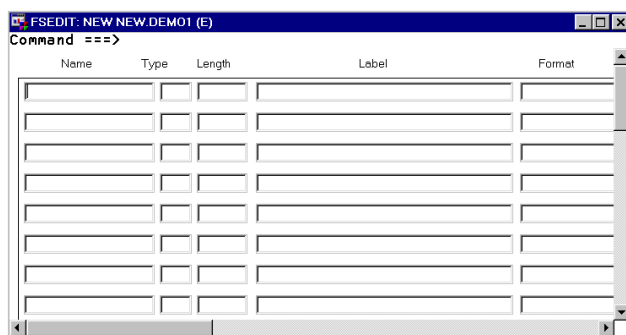 FSEDIT: NEW NEW.DEMO1 (E)
Command ===>
Name Type Length Label Format